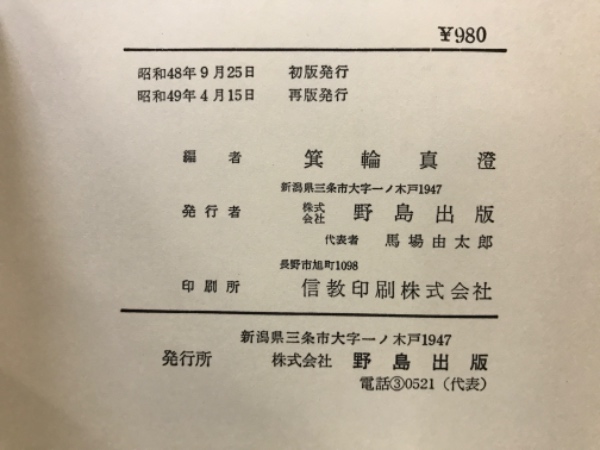 ¥980
昭和48年9月25日 初版発行
昭和49年4月15日 再版発行
編者 箕輪真澄
新潟県三条市大字一ノ木戸1947
発行者 株式会社 野島出版
代表者 馬場由太郎
長野市旭町1098
印刷所 信教印刷株式会社
新潟県三条市大字一ノ木戸1947
発行所 株式会社 野島出版
電話③0521(代表)